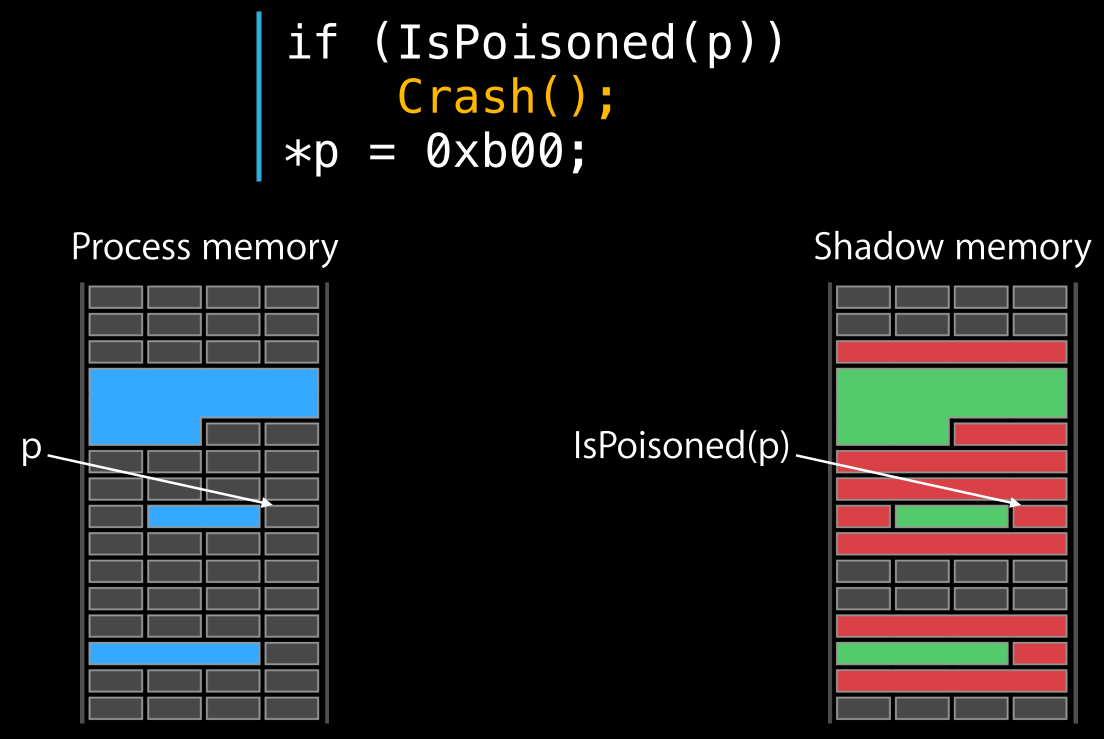 if (IsPoisoned(p))
Crash();
*p = 0xb00;
Process memory
Shadow memory
p
IsPoisoned(p)